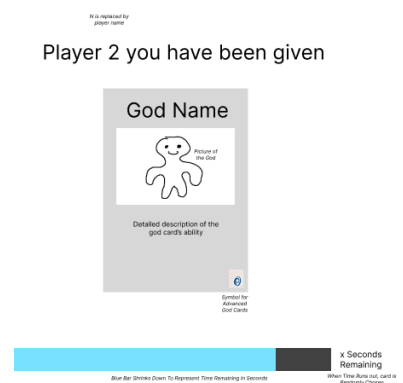 N is replaced by
player name
Player 2 you have been given
God Name
Picture of
the God
Detailed description of the
god card's ability
Symbol for
Advanced
God Cards
x Seconds
Remaining
Blue Bar Shrinks Down To Represent Time Remaining in Seconds
When Time Runs out, card is
Randomly Chosen